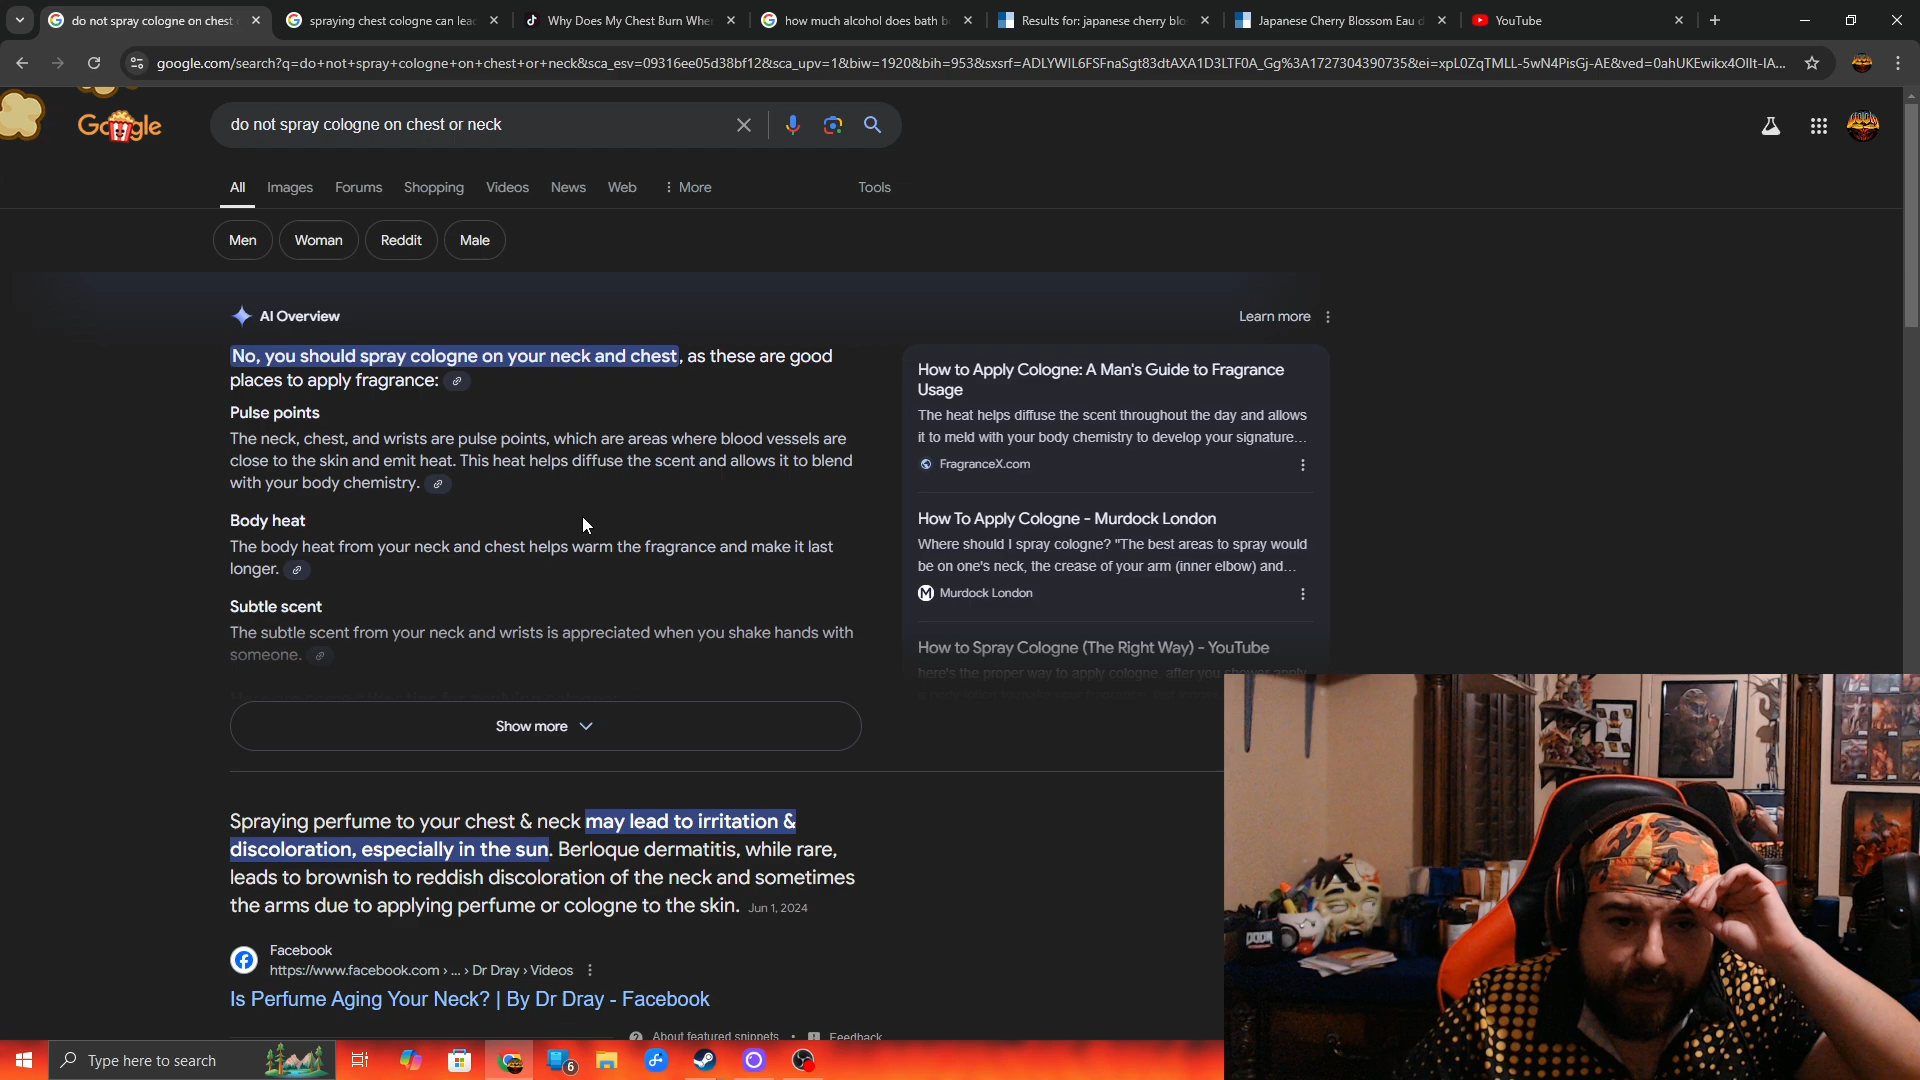 do not spray cologne on chest
spraying chest cologne can lea
Why Does My Chest Burn Whe
how much alcohol does bath b
Results for: japanese cherry blo
Japanese Cherry Blossom Eau d
YouTube
google.com/search?q=do+not+spray+cologne+on+chest+or+neck&sca_esv=09316ee05d38bf12&sca_upv=1&biw=1920&bih=953&sxsrf=ADLYWIL6FSFnaSgt83dtAXA1D3LTF0A_Gg%3A1727304390735&ei=xpL0ZqTMLL-5wN4PisGj-AE&ved=0ahUKEwikx4OIlt-IA...
Google
do not spray cologne on chest or neck
All Images Forums Shopping Videos News Web More Tools
Men Woman Reddit Male
AI Overview
Learn more
No, you should spray cologne on your neck and chest, as these are good
places to apply fragrance:
Pulse points
The neck, chest, and wrists are pulse points, which are areas where blood vessels are
close to the skin and emit heat. This heat helps diffuse the scent and allows it to blend
with your body chemistry.
Body heat
The body heat from your neck and chest helps warm the fragrance and make it last
longer.
Subtle scent
The subtle scent from your neck and wrists is appreciated when you shake hands with
someone.
Show more
How to Apply Cologne: A Man's Guide to Fragrance
Usage
The heat helps diffuse the scent throughout the day and allows
it to meld with your body chemistry to develop your signature...
FragranceX.com
How To Apply Cologne - Murdock London
Where should I spray cologne? "The best areas to spray would
be on one's neck, the crease of your arm (inner elbow) and...
M Murdock London
How to Spray Cologne (The Right Way) - YouTube
here's the proper way to apply cologne after you shower apply
Spraying perfume to your chest & neck may lead to irritation &
discoloration, especially in the sun. Berloque dermatitis, while rare,
leads to brownish to reddish discoloration of the neck and sometimes
the arms due to applying perfume or cologne to the skin. Jun 1, 2024
Facebook
https://www.facebook.com › ... › Dr Dray › Videos
Is Perfume Aging Your Neck? | By Dr Dray - Facebook
About featured snippets • Feedback
DOOM
Type here to search
6